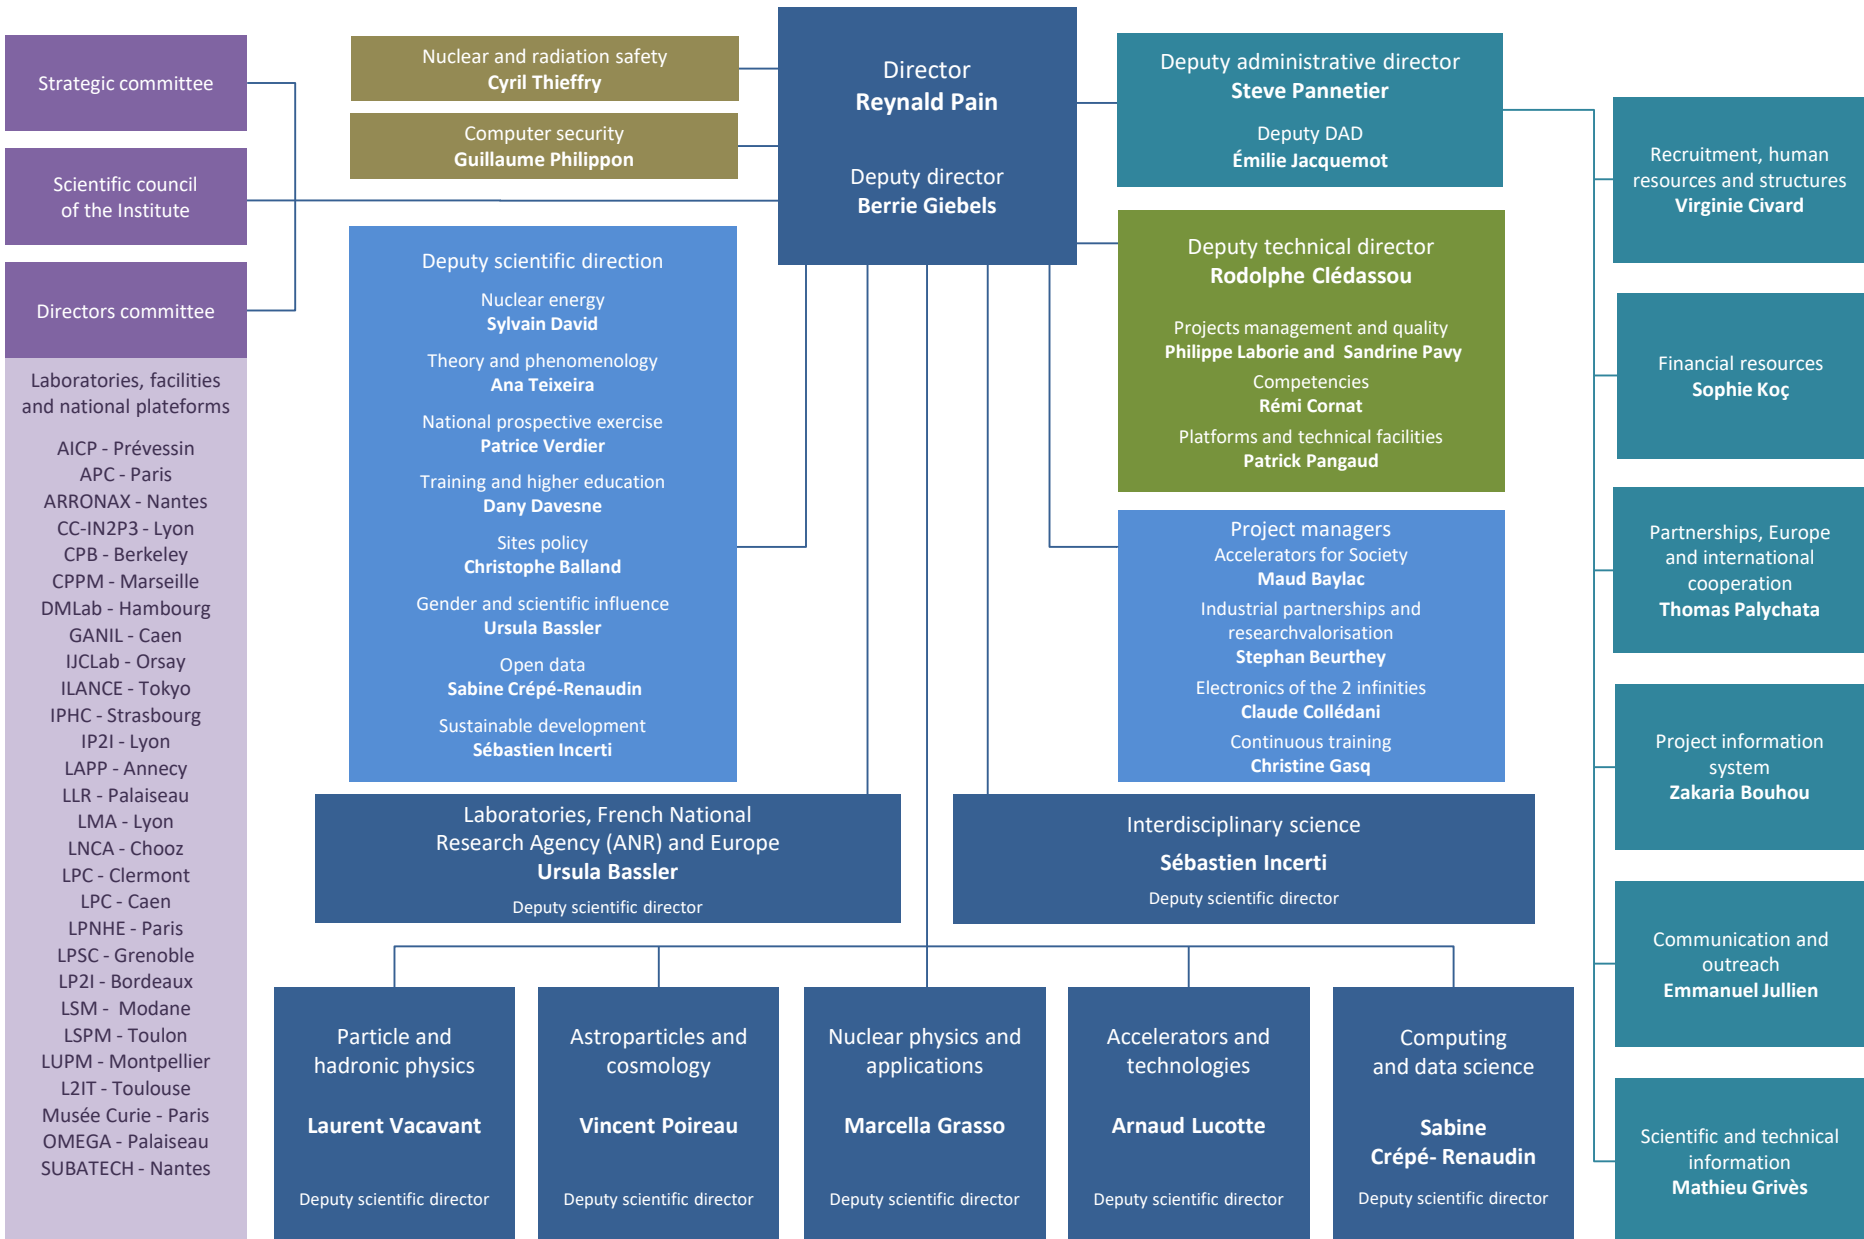 Strategic committee
Scientific council
of the Institute
Directors committee
Laboratories, facilities
and national plateforms
AICP - Prévessin
APC - Paris
ARRONAX - Nantes
CC-IN2P3 - Lyon
CPB - Berkeley
CPPM - Marseille
DMLab - Hambourg
GANIL - Caen
IJCLab - Orsay
ILANCE - Tokyo
IPHC - Strasbourg
IP2I - Lyon
LAPP - Annecy
LLR - Palaiseau
LMA - Lyon
LNCA - Chooz
LPC - Clermont
LPC - Caen
LPNHE - Paris
LPSC - Grenoble
LP2I - Bordeaux
LSM - Modane
LSPM - Toulon
LUPM - Montpellier
L2IT - Toulouse
Musée Curie - Paris
OMEGA - Palaiseau
SUBATECH - Nantes
Nuclear and radiation safety
Cyril Thieffry
Computer security
Guillaume Philippon
Director
Reynald Pain
Deputy director
Berrie Giebels
Deputy scientific direction
Nuclear energy
Sylvain David
Theory and phenomenology
Ana Teixeira
National prospective exercise
Patrice Verdier
Training and higher education
Dany Davesne
Sites policy
Christophe Balland
Gender and scientific influence
Ursula Bassler
Open data
Sabine Crépé-Renaudin
Sustainable development
Sébastien Incerti
Deputy administrative director
Steve Pannetier
Deputy DAD
Émilie Jacquemot
Deputy technical director
Rodolphe Clédassou
Projects management and quality
Philippe Laborie and Sandrine Pavy
Competencies
Rémi Cornat
Platforms and technical facilities
Patrick Pangaud
Project managers
Accelerators for Society
Maud Baylac
Industrial partnerships and
researchvalorisation
Stephan Beurthey
Electronics of the 2 infinities
Claude Collédani
Continuous training
Christine Gasq
Laboratories, French National
Research Agency (ANR) and Europe
Ursula Bassler
Deputy scientific director
Interdisciplinary science
Sébastien Incerti
Deputy scientific director
Particle and
hadronic physics
Laurent Vacavant
Deputy scientific director
Astroparticles and
cosmology
Vincent Poireau
Deputy scientific director
Nuclear physics and
applications
Marcella Grasso
Deputy scientific director
Accelerators and
technologies
Arnaud Lucotte
Deputy scientific director
Computing
and data science
Sabine
Crépé- Renaudin
Deputy scientific director
Recruitment, human
resources and structures
Virginie Civard
Financial resources
Sophie Koç
Partnerships, Europe
and international
cooperation
Thomas Palychata
Project information
system
Zakaria Bouhou
Communication and
outreach
Emmanuel Jullien
Scientific and technical
information
Mathieu Grivès